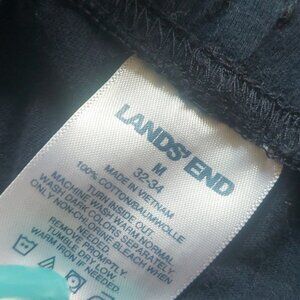 LANDS' END
M
32-34
MADE IN VIETNAM
100% COTTON/BAUMWOLLE
TURN INSIDE OUT
MACHINE WASH WARM NORMAL
WASH DARK COLORS SEPARATELY
ONLY NON-CHLORINE BLEACH WHEN
NEEDED
REMOVE PROMPTLY
TUMBLE DRY LOW
WARM IRON IF NEEDED